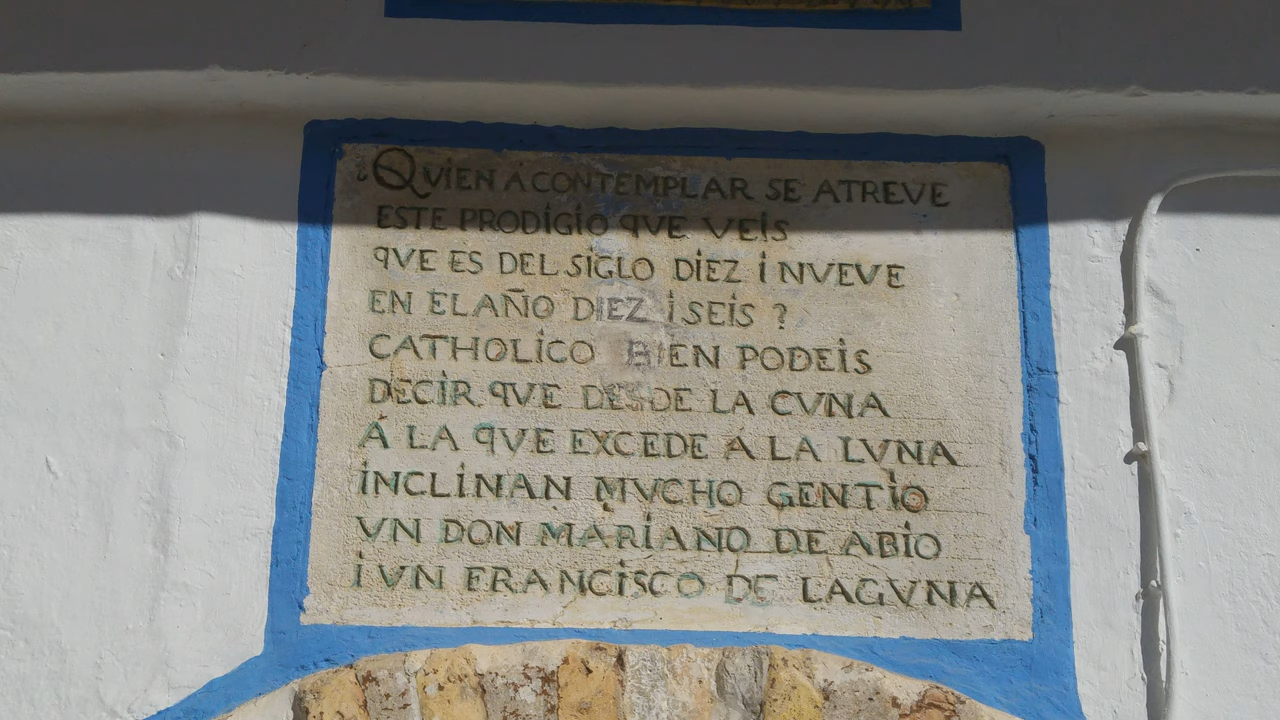 ¿QVIEN Á CONTEMPLAR SE ATREVE
ESTE PRODIGIO QVE VEIS
QVE ES DEL SIGLO DIEZ I NVEVE
EN EL AÑO DIEZ I SEIS ?
CATHOLICO BIEN PODEIS
DECIR QVE DESDE LA CVNA
Á LA QVE EXCEDE Á LA LVNA
INCLINAN MVCHO GENTIO
VN DON MARIANO DE ABIO
I VN FRANCISCO DE LAGVNA